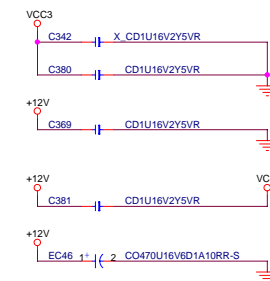 VCC3
C342 X_CD1U16V2Y5VR
C380 CD1U16V2Y5VR
+12V
C369 CD1U16V2Y5VR
+12V VC
C381 CD1U16V2Y5VR
+12V
EC46 1+ 2 CO470U16V6D1A10RR-S